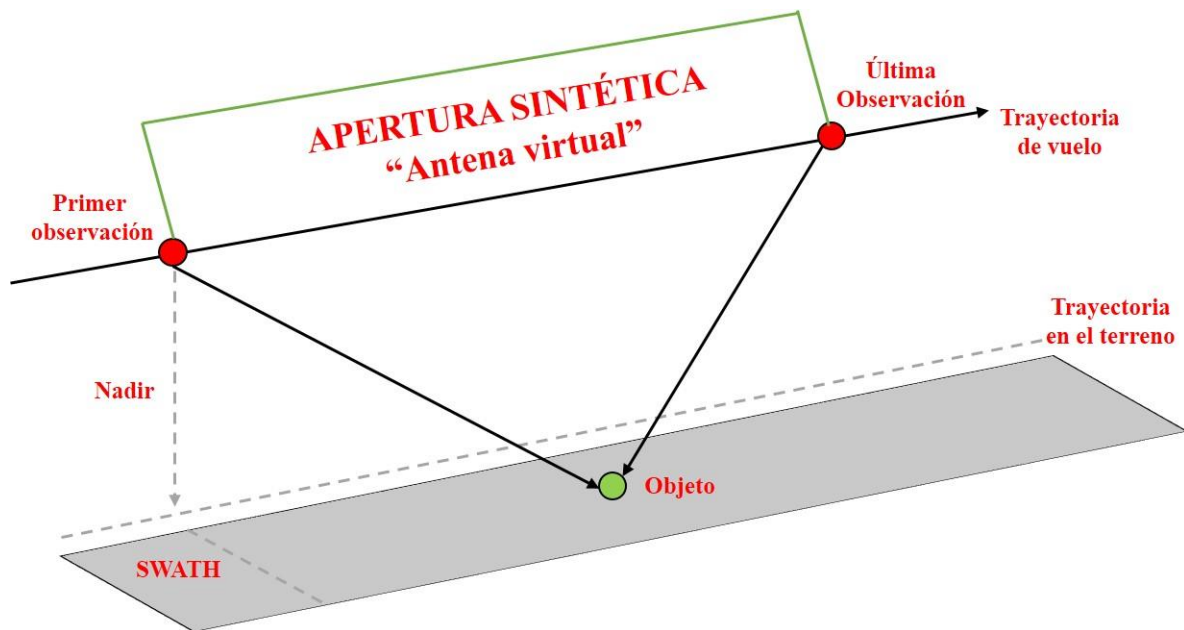 APERTURA SINTÉTICA
“Antena virtual”
Última
Observación
Trayectoria
de vuelo
Primer
observación
Trayectoria
en el terreno
Nadir
Objeto
SWATH